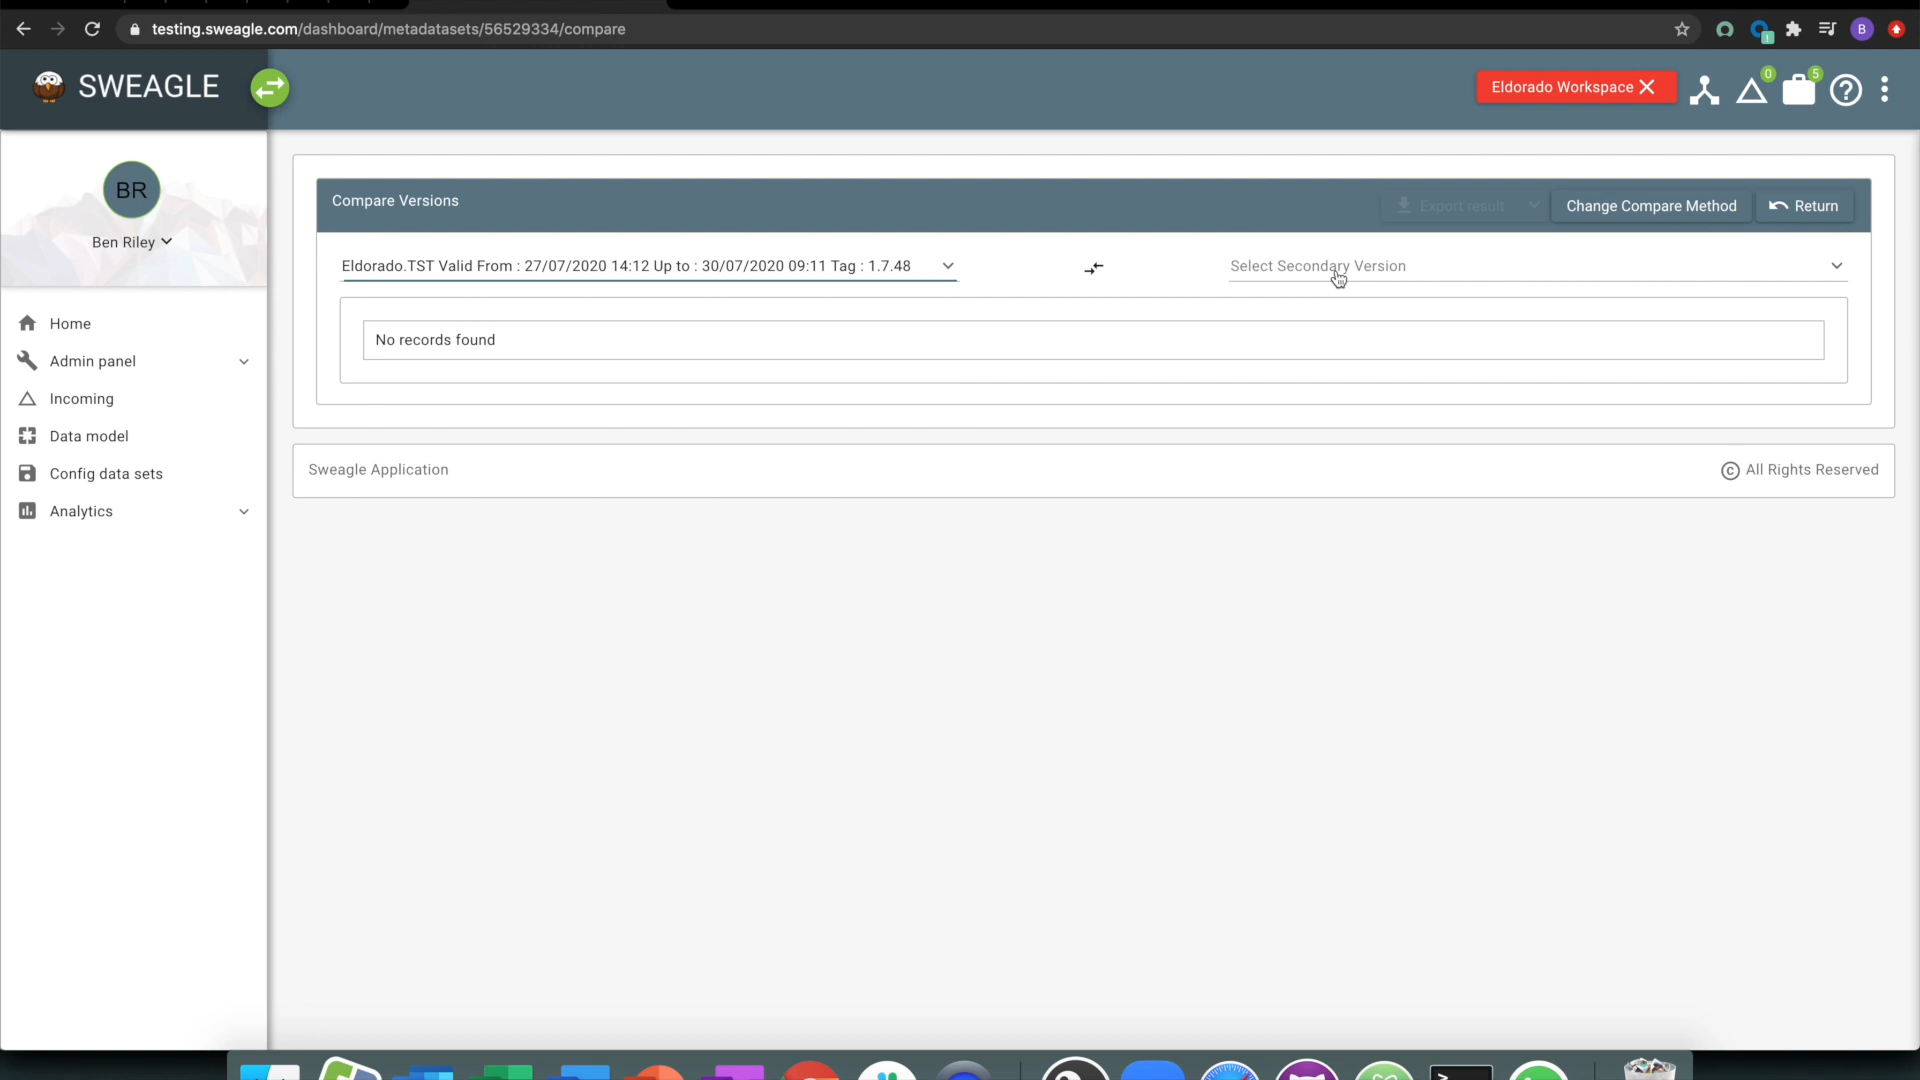 testing.sweagle.com/dashboard/metadatasets/56529334/compare
B
SWEAGLE
Eldorado Workspace
0
5
BR
Ben Riley
Home
Admin panel
Incoming
Data model
Config data sets
Analytics
Compare Versions
Export result
Change Compare Method
Return
Eldorado.TST Valid From : 27/07/2020 14:12 Up to : 30/07/2020 09:11 Tag : 1.7.48
Select Secondary Version
No records found
Sweagle Application
All Rights Reserved